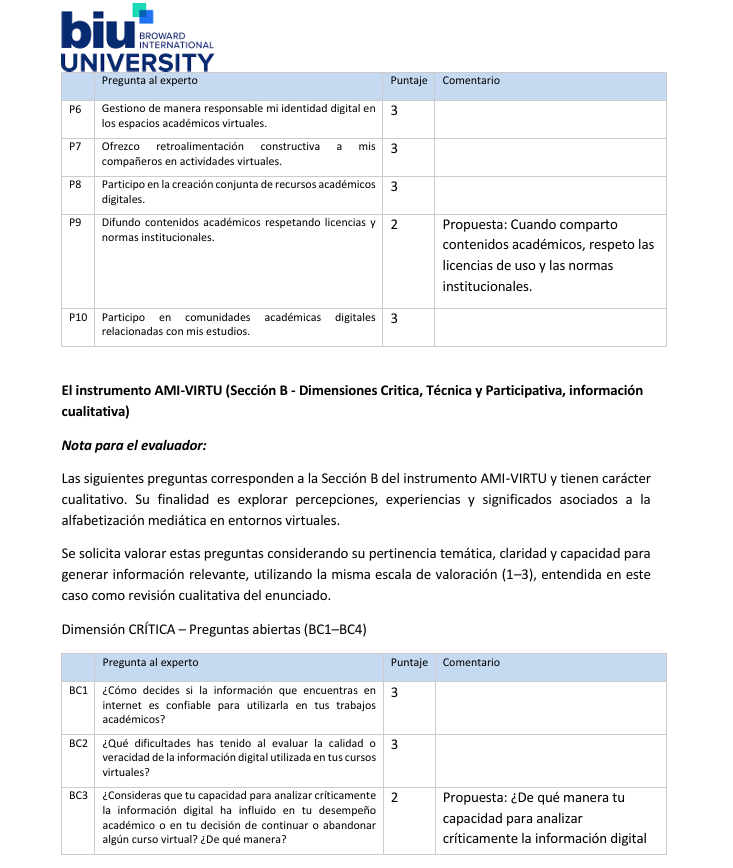 biu BROWARD
INTERNATIONAL
UNIVERSITY
Pregunta al experto Puntaje Comentario
P6 Gestiono de manera responsable mi identidad digital en 3
los espacios académicos virtuales.
P7 Ofrezco retroalimentación constructiva a mis 3
compañeros en actividades virtuales.
P8 Participo en la creación conjunta de recursos académicos 3
digitales.
P9 Difundo contenidos académicos respetando licencias y 2 Propuesta: Cuando comparto
normas institucionales. contenidos académicos, respeto las
licencias de uso y las normas
institucionales.
P10 Participo en comunidades académicas digitales 3
relacionadas con mis estudios.
El instrumento AMI-VIRTU (Sección B - Dimensiones Critica, Técnica y Participativa, información
cualitativa)
Nota para el evaluador:
Las siguientes preguntas corresponden a la Sección B del instrumento AMI-VIRTU y tienen carácter
cualitativo. Su finalidad es explorar percepciones, experiencias y significados asociados a la
alfabetización mediática en entornos virtuales.
Se solicita valorar estas preguntas considerando su pertinencia temática, claridad y capacidad para
generar información relevante, utilizando la misma escala de valoración (1–3), entendida en este
caso como revisión cualitativa del enunciado.
Dimensión CRÍTICA – Preguntas abiertas (BC1–BC4)
Pregunta al experto Puntaje Comentario
BC1 ¿Cómo decides si la información que encuentras en 3
internet es confiable para utilizarla en tus trabajos
académicos?
BC2 ¿Qué dificultades has tenido al evaluar la calidad o 3
veracidad de la información digital utilizada en tus cursos
virtuales?
BC3 ¿Consideras que tu capacidad para analizar críticamente 2 Propuesta: ¿De qué manera tu
la información digital ha influido en tu desempeño capacidad para analizar
académico o en tu decisión de continuar o abandonar críticamente la información digital
algún curso virtual? ¿De qué manera?